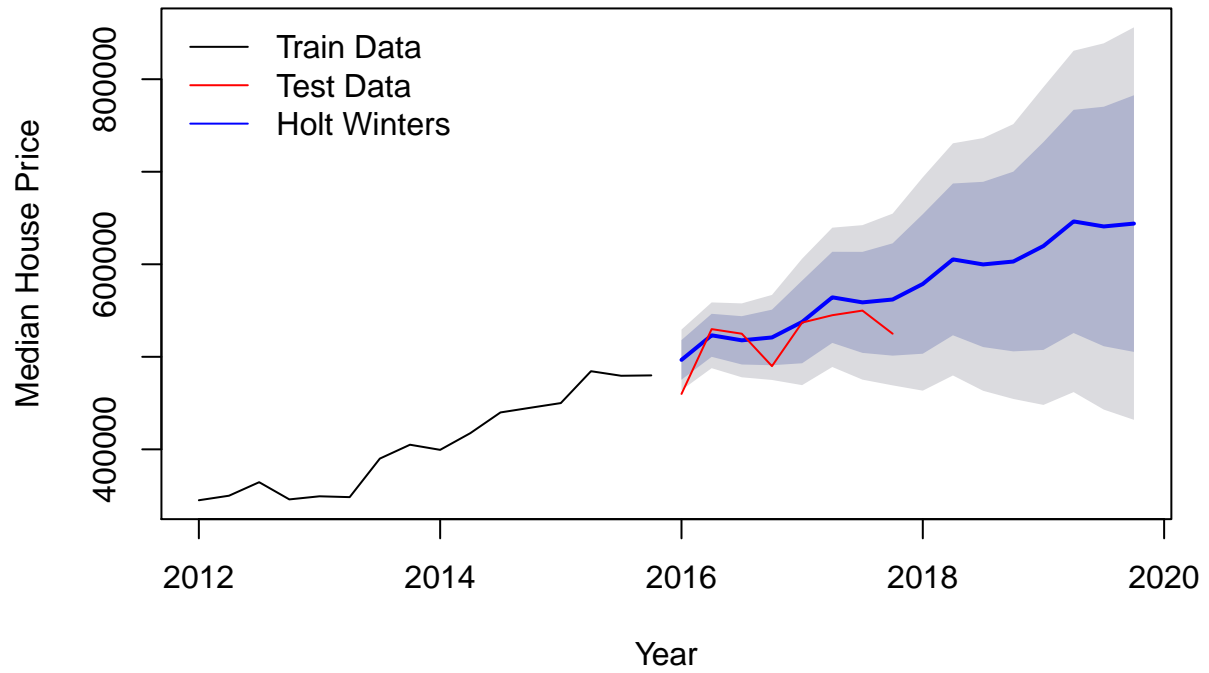 Train Data
Test Data
Holt Winters
Median House Price
800000
600000
400000
2012 2014 2016 2018 2020
Year